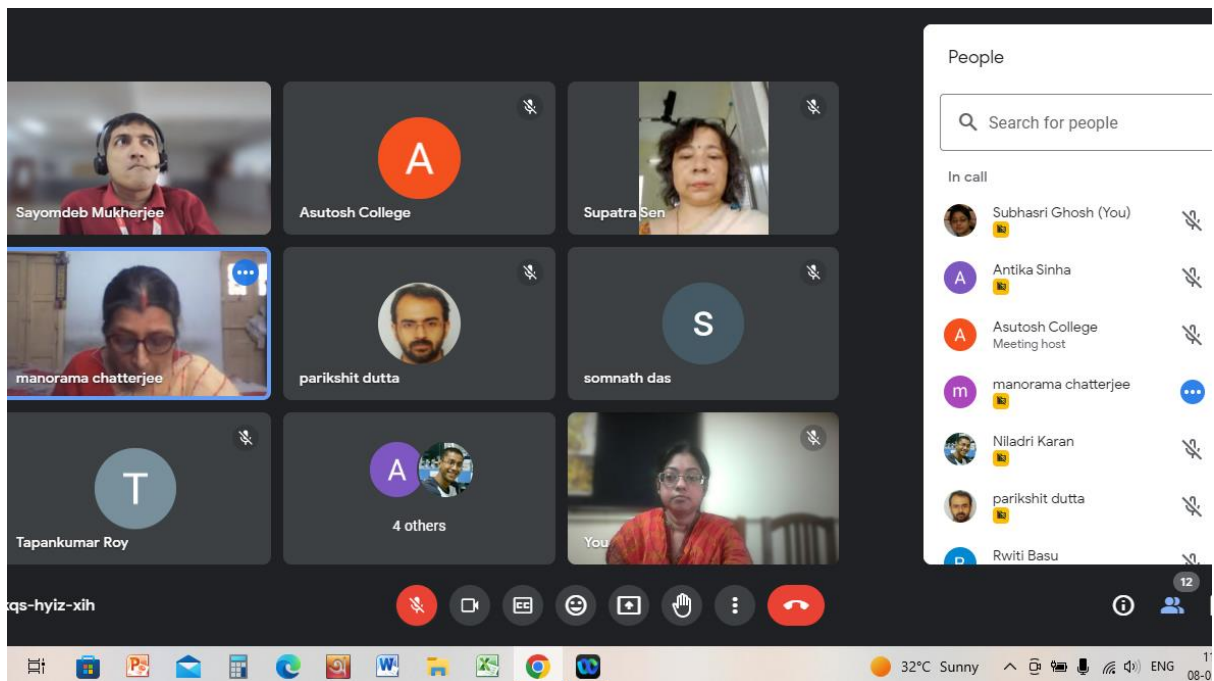 People
Search for people
In call
Subhasri Ghosh (You)
A
Antika Sinha
A
Asutosh College
Meeting host
m
manorama chatterjee
Niladri Karan
parikshit dutta
Rwiti Basu
12
Sayomdeb Mukherjee
A
Asutosh College
Supatra Sen
manorama chatterjee
parikshit dutta
S
somnath das
T
Tapankumar Roy
A
4 others
You
qs-hyiz-xih
CC
32°C Sunny
ENG